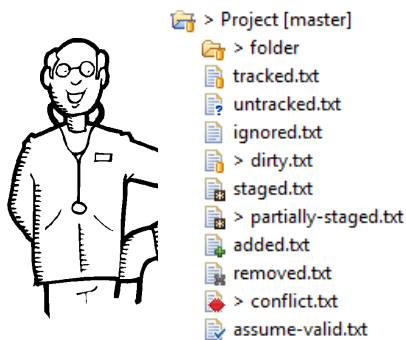 > Project [master]
> folder
tracked.txt
untracked.txt
ignored.txt
> dirty.txt
staged.txt
> partially-staged.txt
added.txt
removed.txt
> conflict.txt
assume-valid.txt